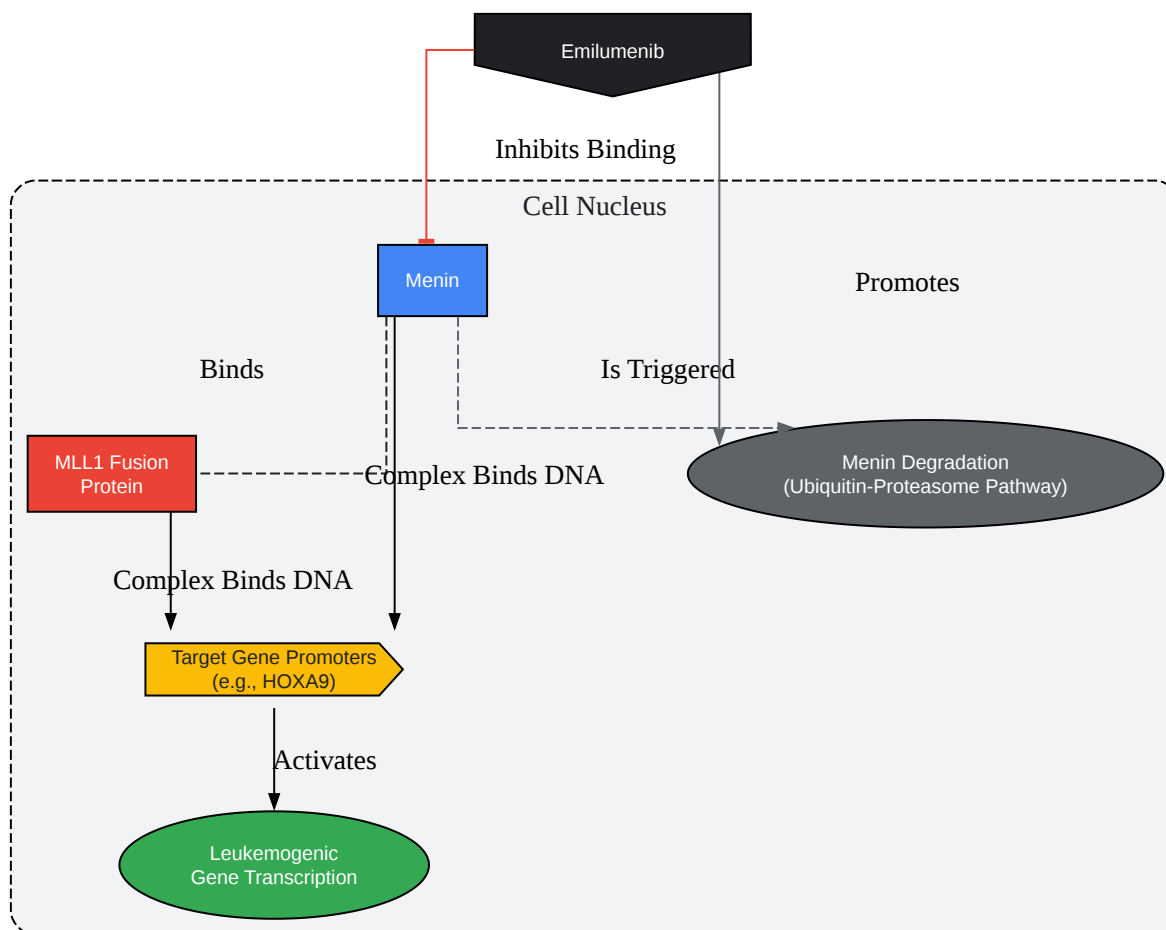 Emilumenib
Inhibits Binding
Cell Nucleus
Menin
Promotes
Binds
Is Triggered
MLL1 Fusion
Protein
Complex Binds DNA
Menin Degradation
(Ubiquitin-Proteasome Pathway)
Complex Binds DNA
Target Gene Promoters
(e.g., HOXA9)
Activates
Leukemogenic
Gene Transcription